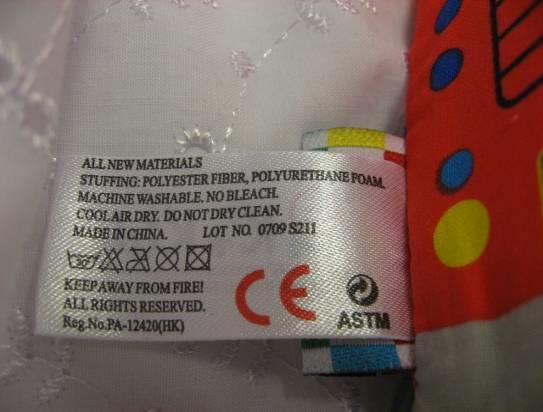 ALL NEW MATERIALS
STUFFING: POLYESTER FIBER, POLYURETHANE FOAM.
MACHINE WASHABLE. NO BLEACH.
COOL AIR DRY. DO NOT DRY CLEAN.
MADE IN CHINA. LOT NO. 0709 S211
KEEP AWAY FROM FIRE!
ALL RIGHTS RESERVED.
Reg.No.PA-12420(HK)
CE
ASTM